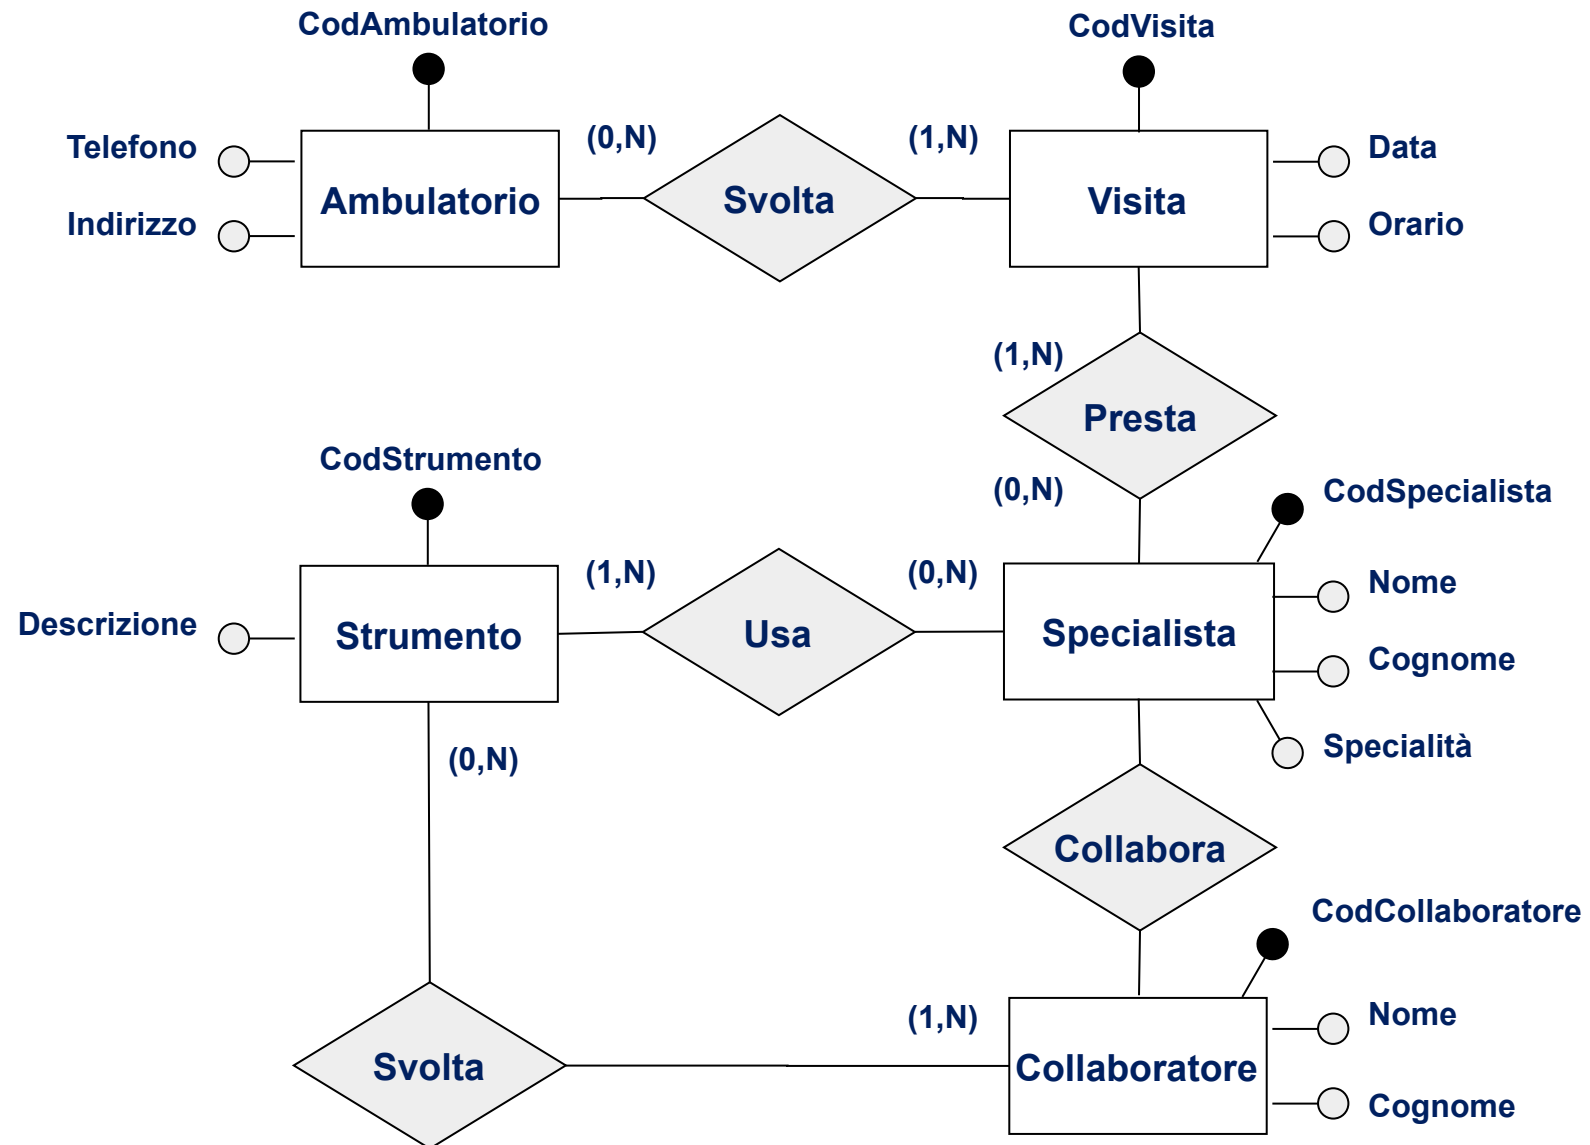 CodAmbulatorio
CodVisita
Telefono
(0,N)
(1,N)
Data
Ambulatorio
Svolta
Visita
Indirizzo
Orario
(1,N)
Presta
CodStrumento
(0,N)
CodSpecialista
(1,N)
(0,N)
Nome
Descrizione
Strumento
Usa
Specialista
Cognome
(0,N)
Specialità
Collabora
CodCollaboratore
(1,N)
Nome
Svolta
Collaboratore
Cognome